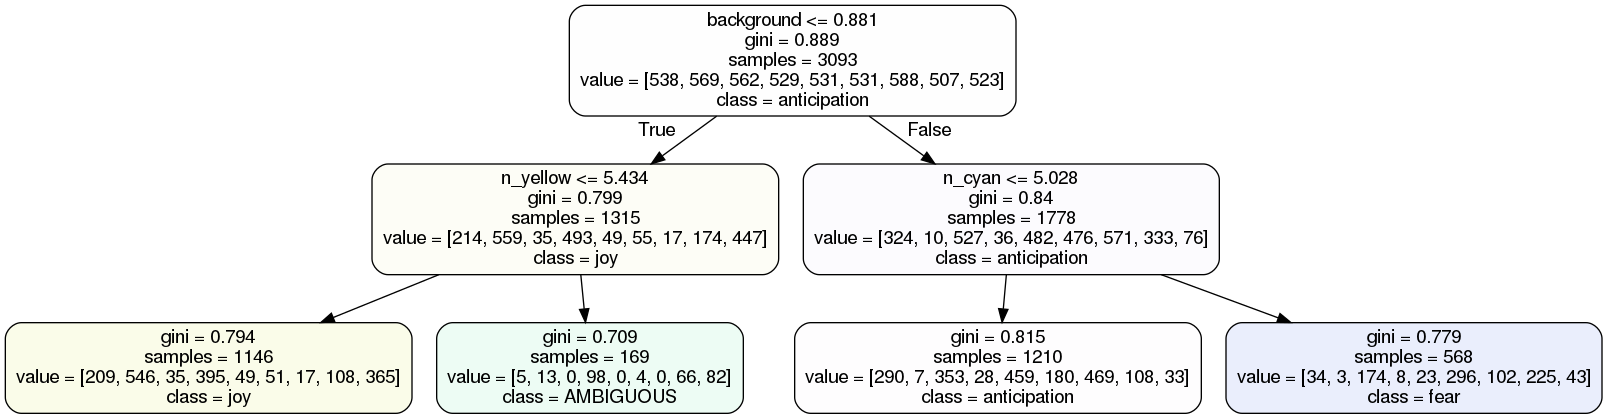 background <= 0.881
gini = 0.889
samples = 3093
value = [538, 569, 562, 529, 531, 531, 588, 507, 523]
class = anticipation
True
False
n_yellow <= 5.434
gini = 0.799
samples = 1315
value = [214, 559, 35, 493, 49, 55, 17, 174, 447]
class = joy
n_cyan <= 5.028
gini = 0.84
samples = 1778
value = [324, 10, 527, 36, 482, 476, 571, 333, 76]
class = anticipation
gini = 0.794
samples = 1146
value = [209, 546, 35, 395, 49, 51, 17, 108, 365]
class = joy
gini = 0.709
samples = 169
value = [5, 13, 0, 98, 0, 4, 0, 66, 82]
class = AMBIGUOUS
gini = 0.815
samples = 1210
value = [290, 7, 353, 28, 459, 180, 469, 108, 33]
class = anticipation
gini = 0.779
samples = 568
value = [34, 3, 174, 8, 23, 296, 102, 225, 43]
class = fear